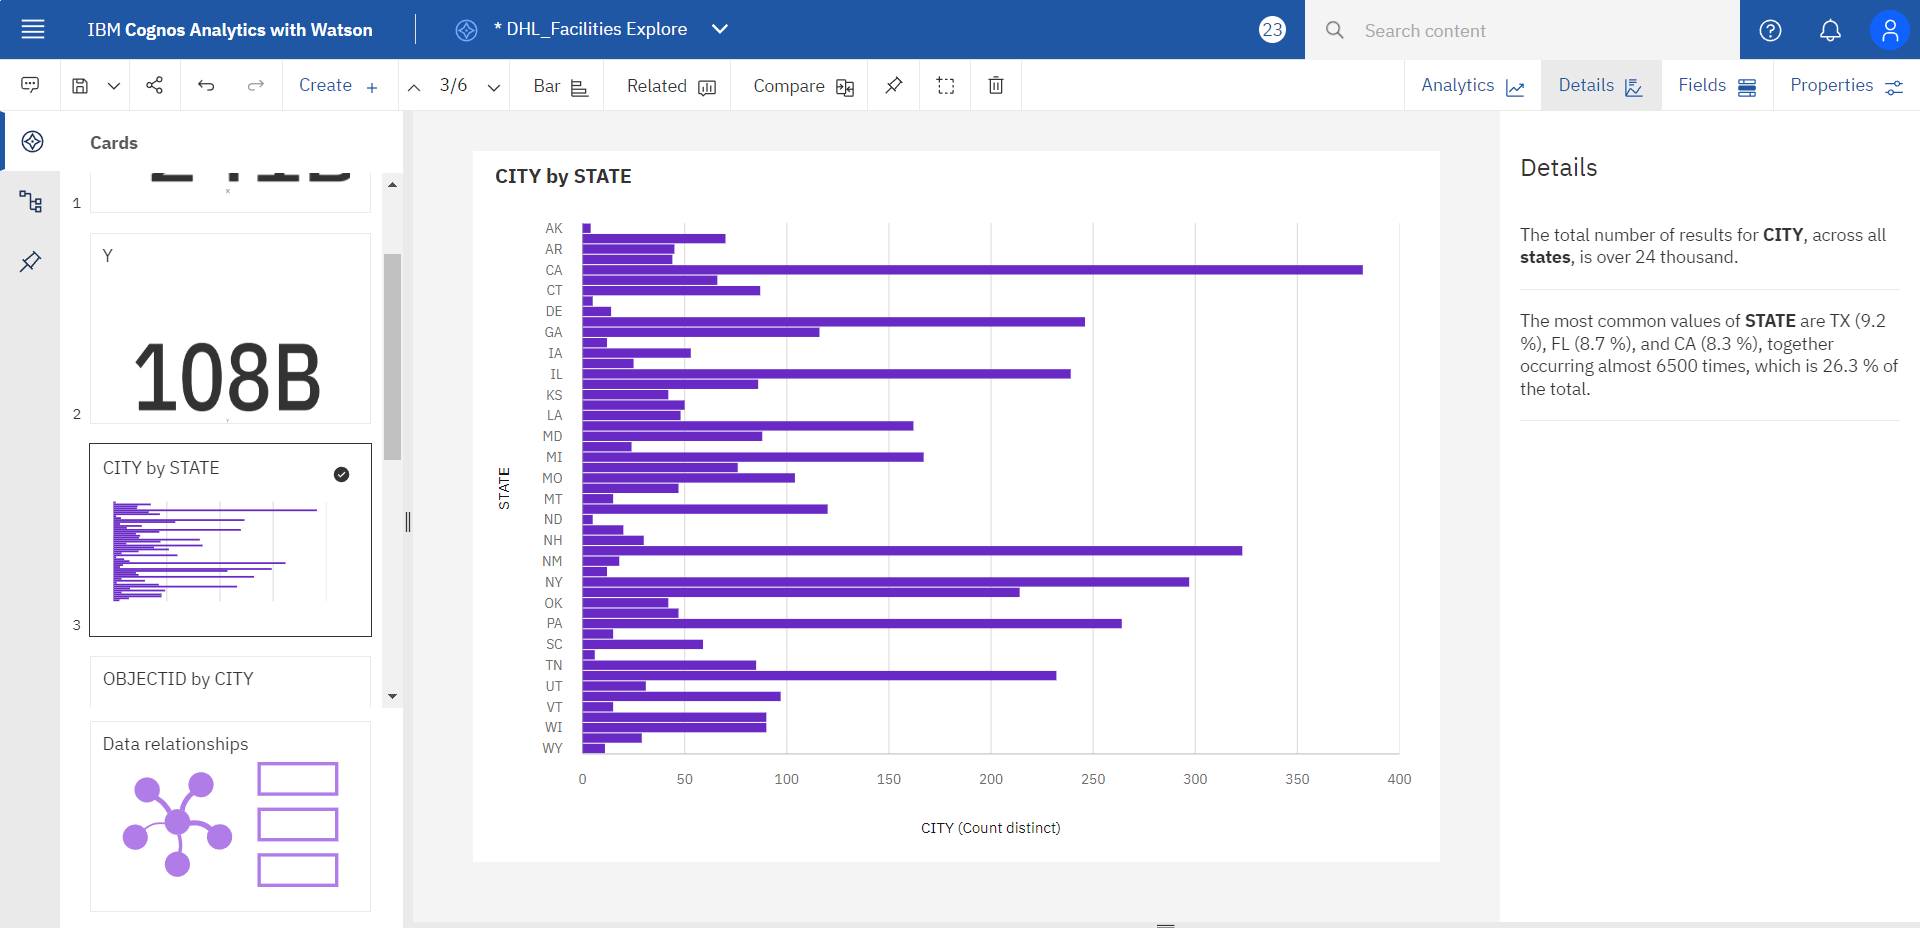 IBM Cognos Analytics with Watson
* DHL_Facilities Explore
23
Search content
Create
3/6
Bar
Related
Compare
Analytics
Details
Fields
Properties
Cards
1
x
Y
108B
Y
2
CITY by STATE
3
OBJECTID by CITY
Data relationships
CITY by STATE
STATE
AK
AR
CA
CT
DE
GA
IA
IL
KS
LA
MD
MI
MO
MT
ND
NH
NM
NY
OK
PA
SC
TN
UT
VT
WI
WY
0 50 100 150 200 250 300 350 400
CITY (Count distinct)
Details
The total number of results for CITY, across all
states, is over 24 thousand.
The most common values of STATE are TX (9.2
%), FL (8.7 %), and CA (8.3 %), together
occurring almost 6500 times, which is 26.3 % of
the total.